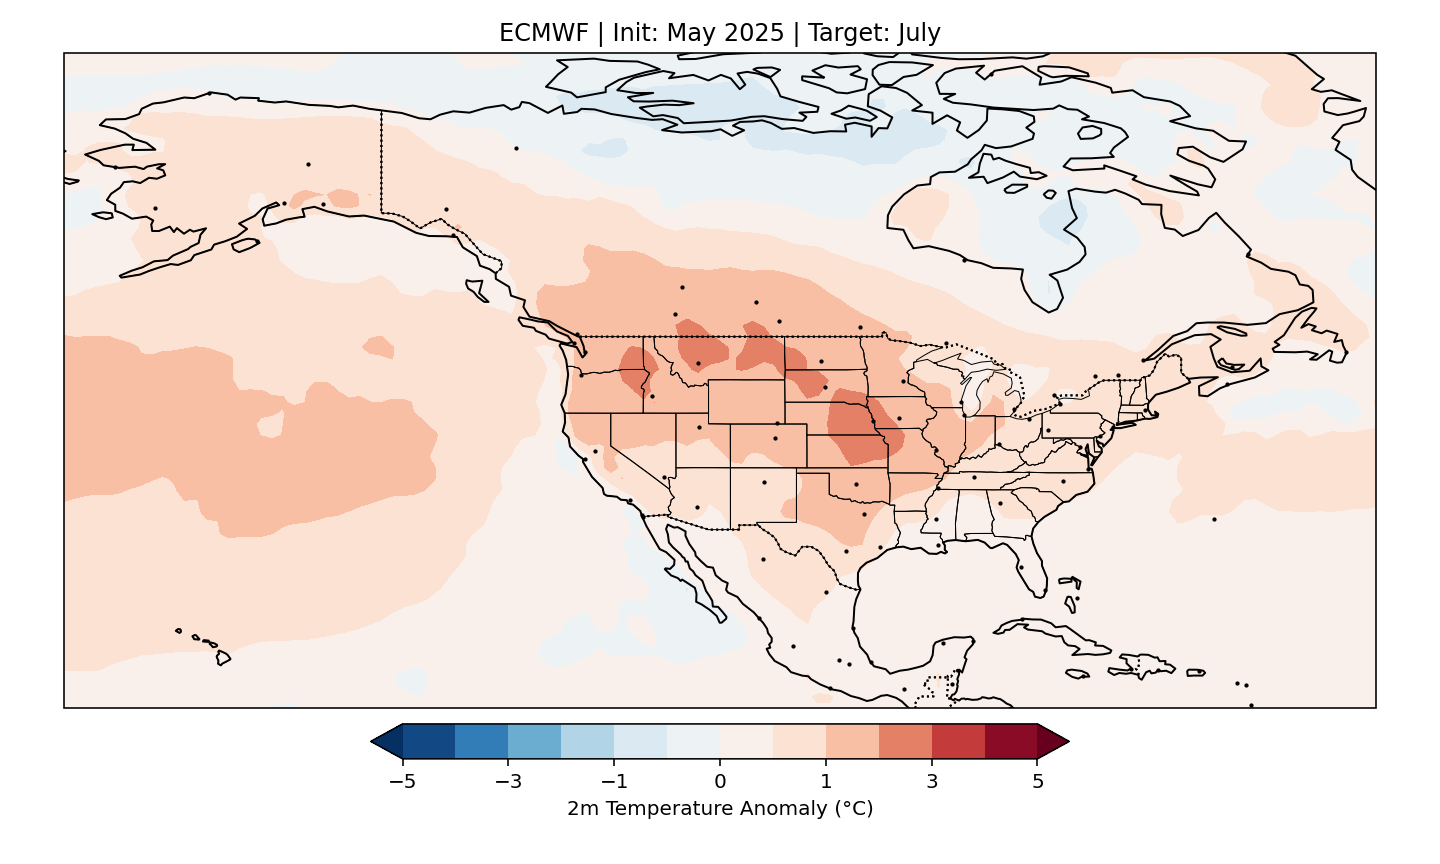 ECMWF | Init: May 2025 | Target: July
−5 −3 −1 0 1 3 5
2m Temperature Anomaly (°C)